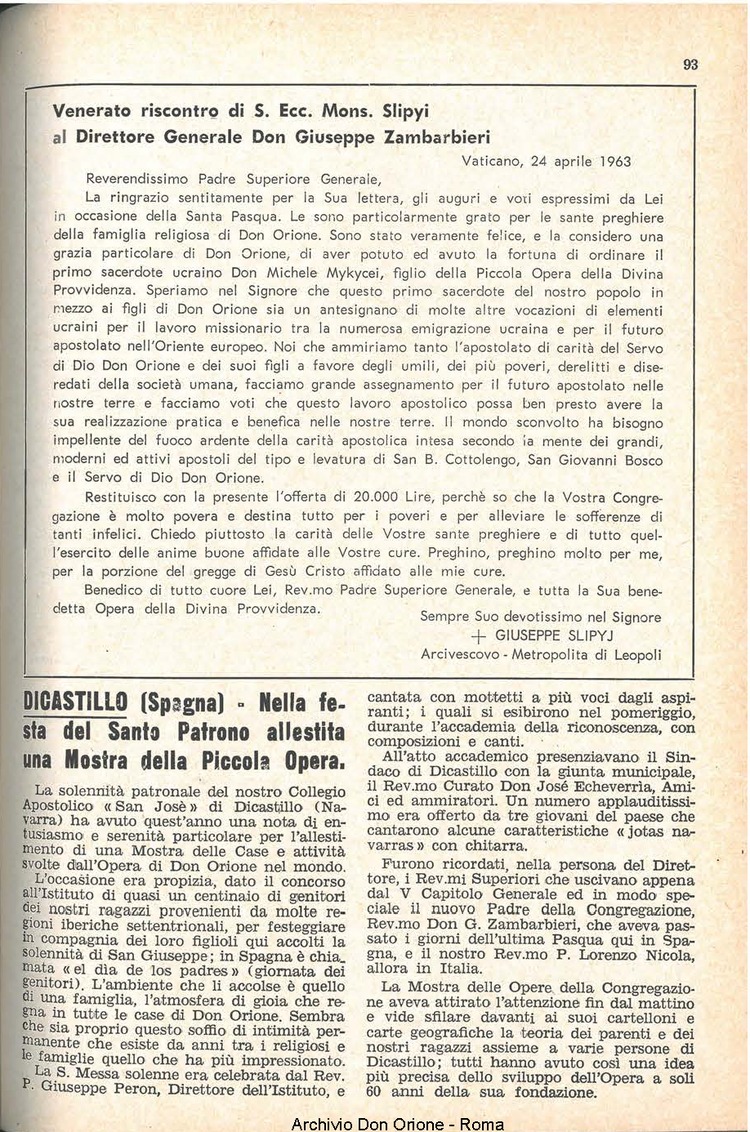 93
Venerato riscontro di S. Ecc. Mons. Slipyi
al Direttore Generale Don Giuseppe Zambarbieri
Vaticano, 24 aprile 1963
Reverendissimo Padre Superiore Generale,
La ringrazio sentitamente per la Sua lettera, gli auguri e voti espressimi da Lei
in occasione della Santa Pasqua. Le sono particolarmente grato per le sante preghiere
della famiglia religiosa di Don Orione. Sono stato veramente felice, e la considero una
grazia particolare di Don Orione, di aver potuto ed avuto la fortuna di ordinare il
primo sacerdote ucraino Don Michele Mykycei, figlio della Piccola Opera della Divina
Provvidenza. Speriamo nel Signore che questo primo sacerdote del nostro popolo in
mezzo ai figli di Don Orione sia un antesignano di molte altre vocazioni di elementi
ucraini per il lavoro missionario tra la numerosa emigrazione ucraina e per il futuro
apostolato nell'Oriente europeo. Noi che ammiriamo tanto l'apostolato di carità del Servo
di Dio Don Orione e dei suoi figli a favore degli umili, dei più poveri, derelitti e dise-
redati della società umana, facciamo grande assegnamento per il futuro apostolato nelle
nostre terre e facciamo voti che questo lavoro apostolico possa ben presto avere la
sua realizzazione pratica e benefica nelle nostre terre. Il mondo sconvolto ha bisogno
impellente del fuoco ardente della carità apostolica intesa secondo la mente dei grandi,
moderni ed attivi apostoli del tipo e levatura di San B. Cottolengo, San Giovanni Bosco
e il Servo di Dio Don Orione.
Restituisco con la presente l'offerta di 20.000 Lire, perchè so che la Vostra Congre-
gazione è molto povera e destina tutto per i poveri e per alleviare le sofferenze di
tanti infelici. Chiedo piuttosto la carità delle Vostre sante preghiere e di tutto quel-
l'esercito delle anime buone affidate alle Vostre cure. Preghino, preghino molto per me,
per la porzione del gregge di Gesù Cristo affidato alle mie cure.
Benedico di tutto cuore Lei, Rev.mo Padre Superiore Generale, e tutta la Sua bene-
detta Opera della Divina Provvidenza.
Sempre Suo devotissimo nel Signore
+ GIUSEPPE SLIPYJ
Arcivescovo - Metropolita di Leopoli
DICASTILLO (Spagna) - Nella fe-
sta del Santo Patrono allestita
una Mostra della Piccola Opera.
La solennità patronale del nostro Collegio
Apostolico « San Josè » di Dicastillo (Na-
varra) ha avuto quest'anno una nota di en-
tusiasmo e serenità particolare per l'allesti-
mento di una Mostra delle Case e attività
svolte dall'Opera di Don Orione nel mondo.
L'occasione era propizia, dato il concorso
all'Istituto di quasi un centinaio di genitori
dei nostri ragazzi provenienti da molte re-
gioni iberiche settentrionali, per festeggiare
in compagnia dei loro figlioli qui accolti la
solennità di San Giuseppe; in Spagna è chia-
mata « el dia de los padres » (giornata dei
genitori). L'ambiente che li accolse è quello
di una famiglia, l'atmosfera di gioia che re-
gna in tutte le case di Don Orione. Sembra
che sia proprio questo soffio di intimità per-
manente che esiste da anni tra i religiosi e
le famiglie quello che ha più impressionato.
La S. Messa solenne era celebrata dal Rev.
P. Giuseppe Peron, Direttore dell'Istituto, e
cantata con mottetti a più voci dagli aspi-
ranti; i quali si esibirono nel pomeriggio,
durante l'accademia della riconoscenza, con
composizioni e canti.
All'atto accademico presenziavano il Sin-
daco di Dicastillo con la giunta municipale,
il Rev.mo Curato Don José Echeverrìa, Ami-
ci ed ammiratori. Un numero applauditissi-
mo era offerto da tre giovani del paese che
cantarono alcune caratteristiche « jotas na-
varras » con chitarra.
Furono ricordati, nella persona del Diret-
tore, i Rev.mi Superiori che uscivano appena
dal V Capitolo Generale ed in modo spe-
ciale il nuovo Padre della Congregazione,
Rev.mo Don G. Zambarbieri, che aveva pas-
sato i giorni dell'ultima Pasqua qui in Spa-
gna, e il nostro Rev.mo P. Lorenzo Nicola,
allora in Italia.
La Mostra delle Opere della Congregazio-
ne aveva attirato l'attenzione fin dal mattino
e vide sfilare davanti ai suoi cartelloni e
carte geografiche la teoria dei parenti e dei
nostri ragazzi assieme a varie persone di
Dicastillo; tutti hanno avuto così una idea
più precisa dello sviluppo dell'Opera a soli
60 anni della sua fondazione.
Archivio Don Orione - Roma